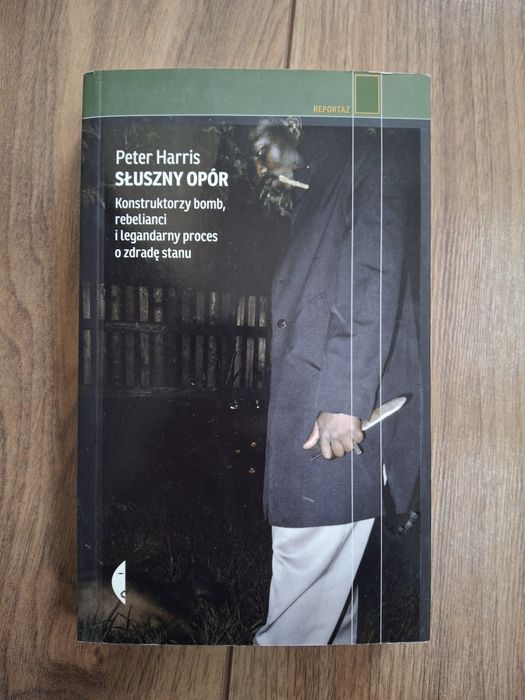 REPORTAŻ
Peter Harris
SŁUSZNY OPÓR
Konstruktorzy bomb,
rebelianci
i legandarny proces
o zdradę stanu